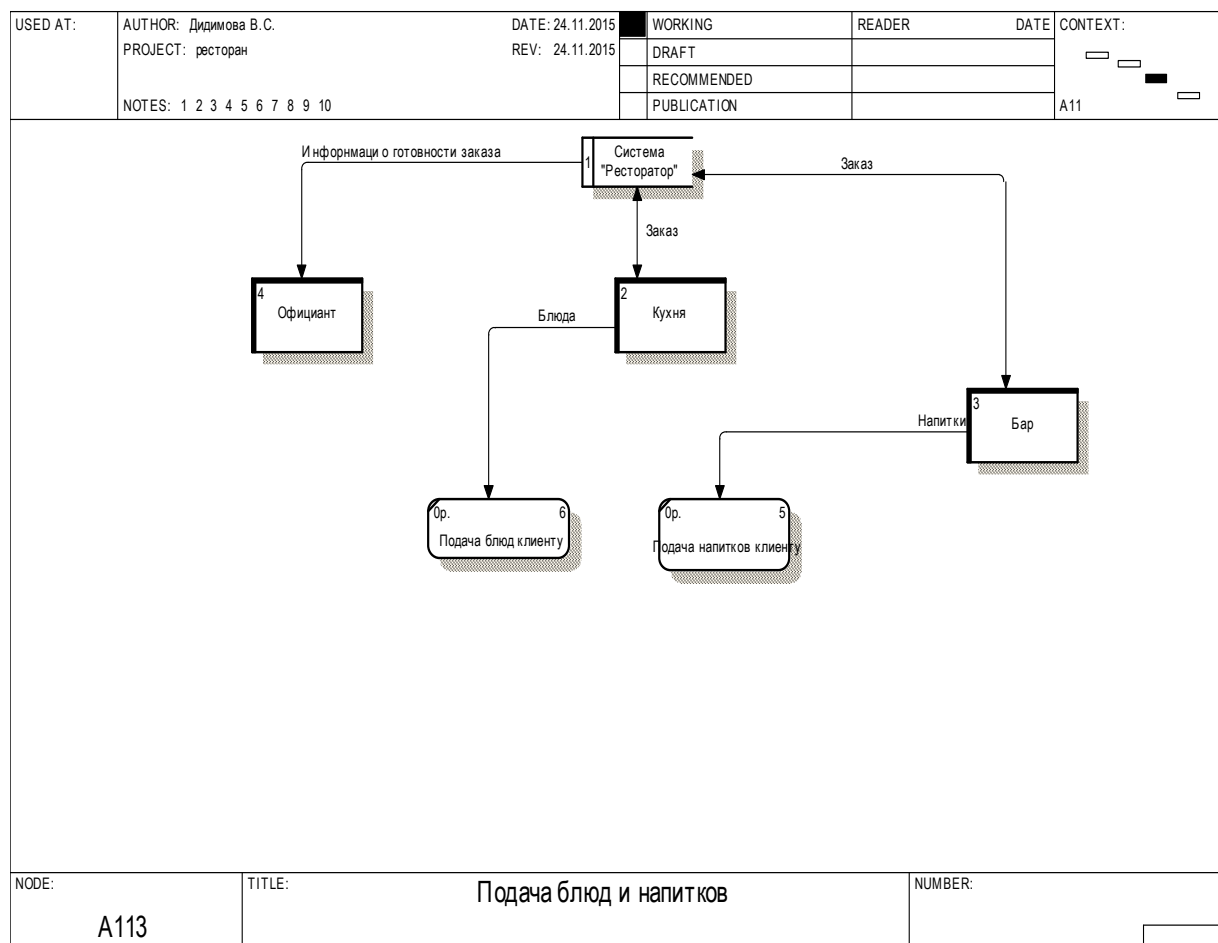 USED AT:
AUTHOR: Дидимова В.С.
DATE: 24.11.2015
WORKING
READER
DATE
CONTEXT:
PROJECT: ресторан
REV: 24.11.2015
DRAFT
RECOMMENDED
NOTES: 1 2 3 4 5 6 7 8 9 10
PUBLICATION
A11
Инфорнмаци о готовности заказа
1
Система
"Ресторатор"
Заказ
Заказ
4
Официант
2
Кухня
Блюда
3
Бар
Напитки
0р.
6
Подача блюд клиенту
0р.
5
Подача напитков клиенту
NODE:
TITLE:
Подача блюд и напитков
NUMBER:
A113